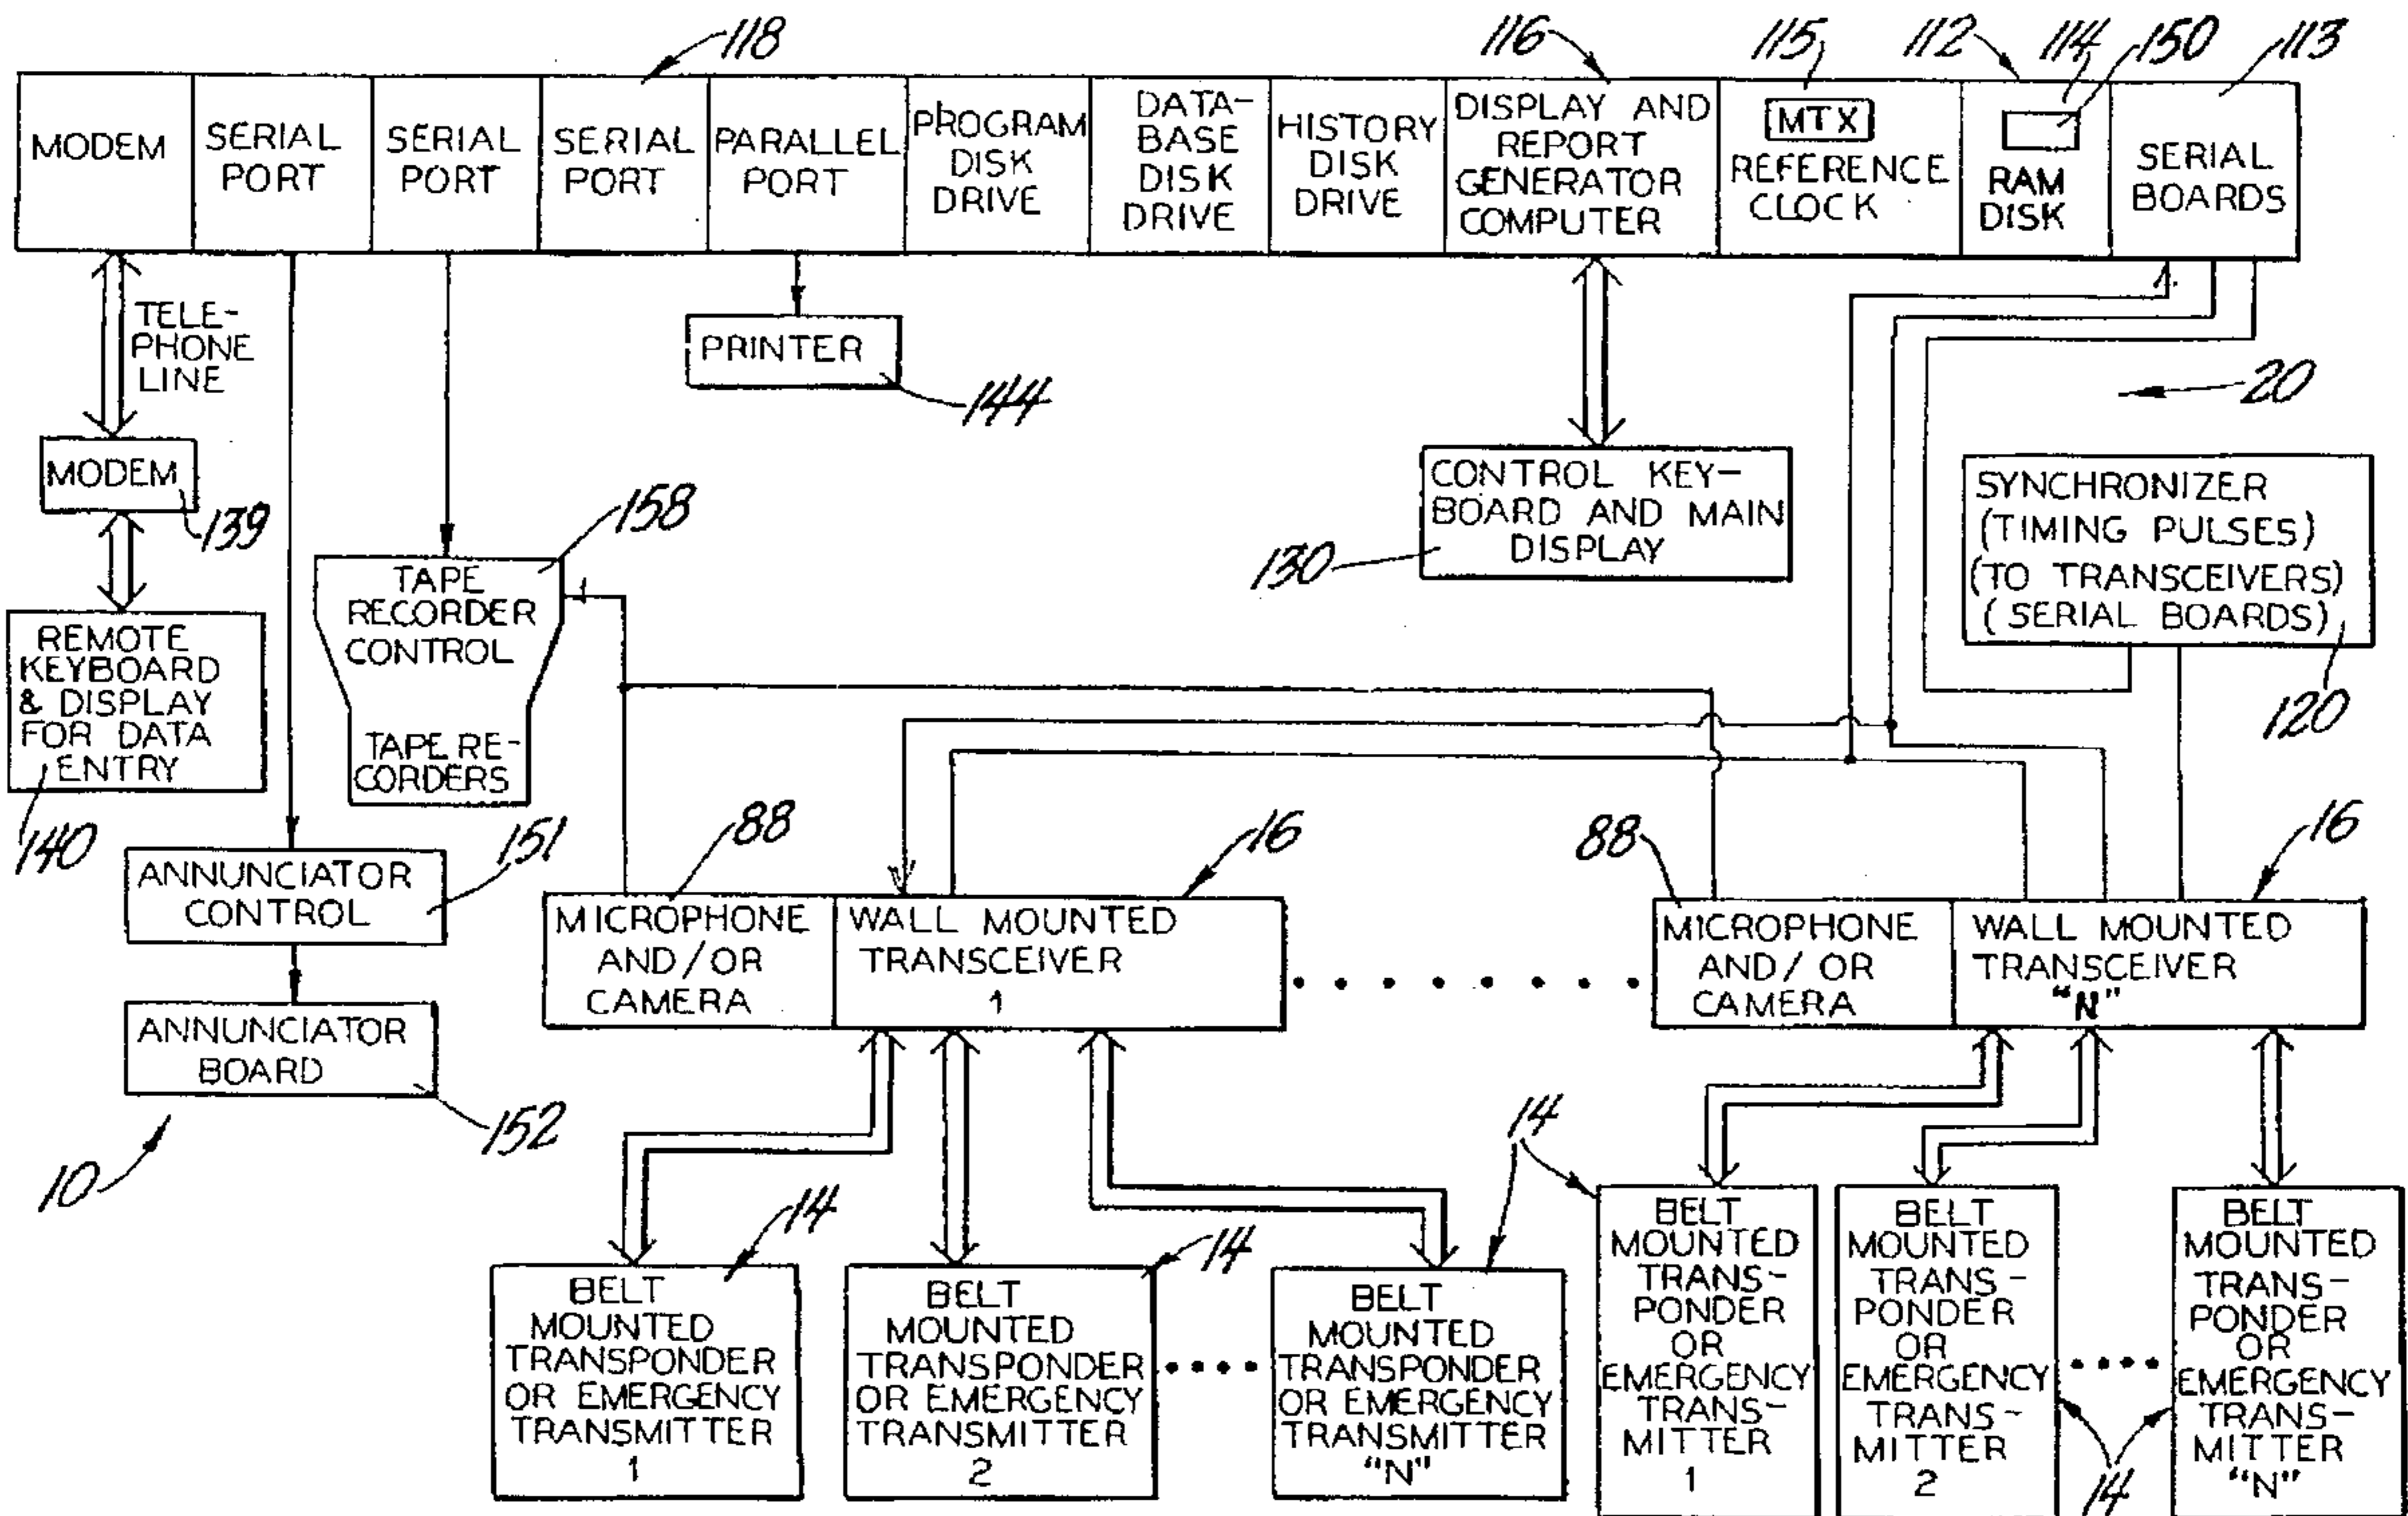 118
116
115
112
114
150
113
MODEM
SERIAL
PORT
SERIAL
PORT
SERIAL
PORT
PARALLEL
PORT
PROGRAM
DISK
DRIVE
DATA-
BASE
DISK
DRIVE
HISTORY
DISK
DRIVE
DISPLAY AND
REPORT
GENERATOR
COMPUTER
MTX
REFERENCE
CLOCK
RAM
DISK
SERIAL
BOARDS
TELE-
PHONE
LINE
PRINTER
144
20
MODEM
139
158
CONTROL KEY-
BOARD AND MAIN
DISPLAY
130
SYNCHRONIZER
(TIMING PULSES)
(TO TRANSCEIVERS)
(SERIAL BOARDS)
120
TAPE
RECORDER
CONTROL
TAPE RE-
CORDERS
REMOTE
KEYBOARD
& DISPLAY
FOR DATA
ENTRY
140
151
ANNUNCIATOR
CONTROL
ANNUNCIATOR
BOARD
152
10
88
16
MICROPHONE
AND/OR
CAMERA
WALL MOUNTED
TRANSCEIVER
1
88
16
MICROPHONE
AND/OR
CAMERA
WALL MOUNTED
TRANSCEIVER
"N"
14
14
14
BELT
MOUNTED
TRANSPONDER
OR EMERGENCY
TRANSMITTER
1
BELT
MOUNTED
TRANSPONDER
OR EMERGENCY
TRANSMITTER
2
BELT
MOUNTED
TRANSPONDER
OR EMERGENCY
TRANSMITTER
"N"
BELT
MOUNTED
TRANS-
PONDER
OR
EMERGENCY
TRANS-
MITTER
1
BELT
MOUNTED
TRANS-
PONDER
OR
EMERGENCY
TRANS-
MITTER
2
BELT
MOUNTED
TRANS-
PONDER
OR
EMERGENCY
TRANS-
MITTER
"N"
14